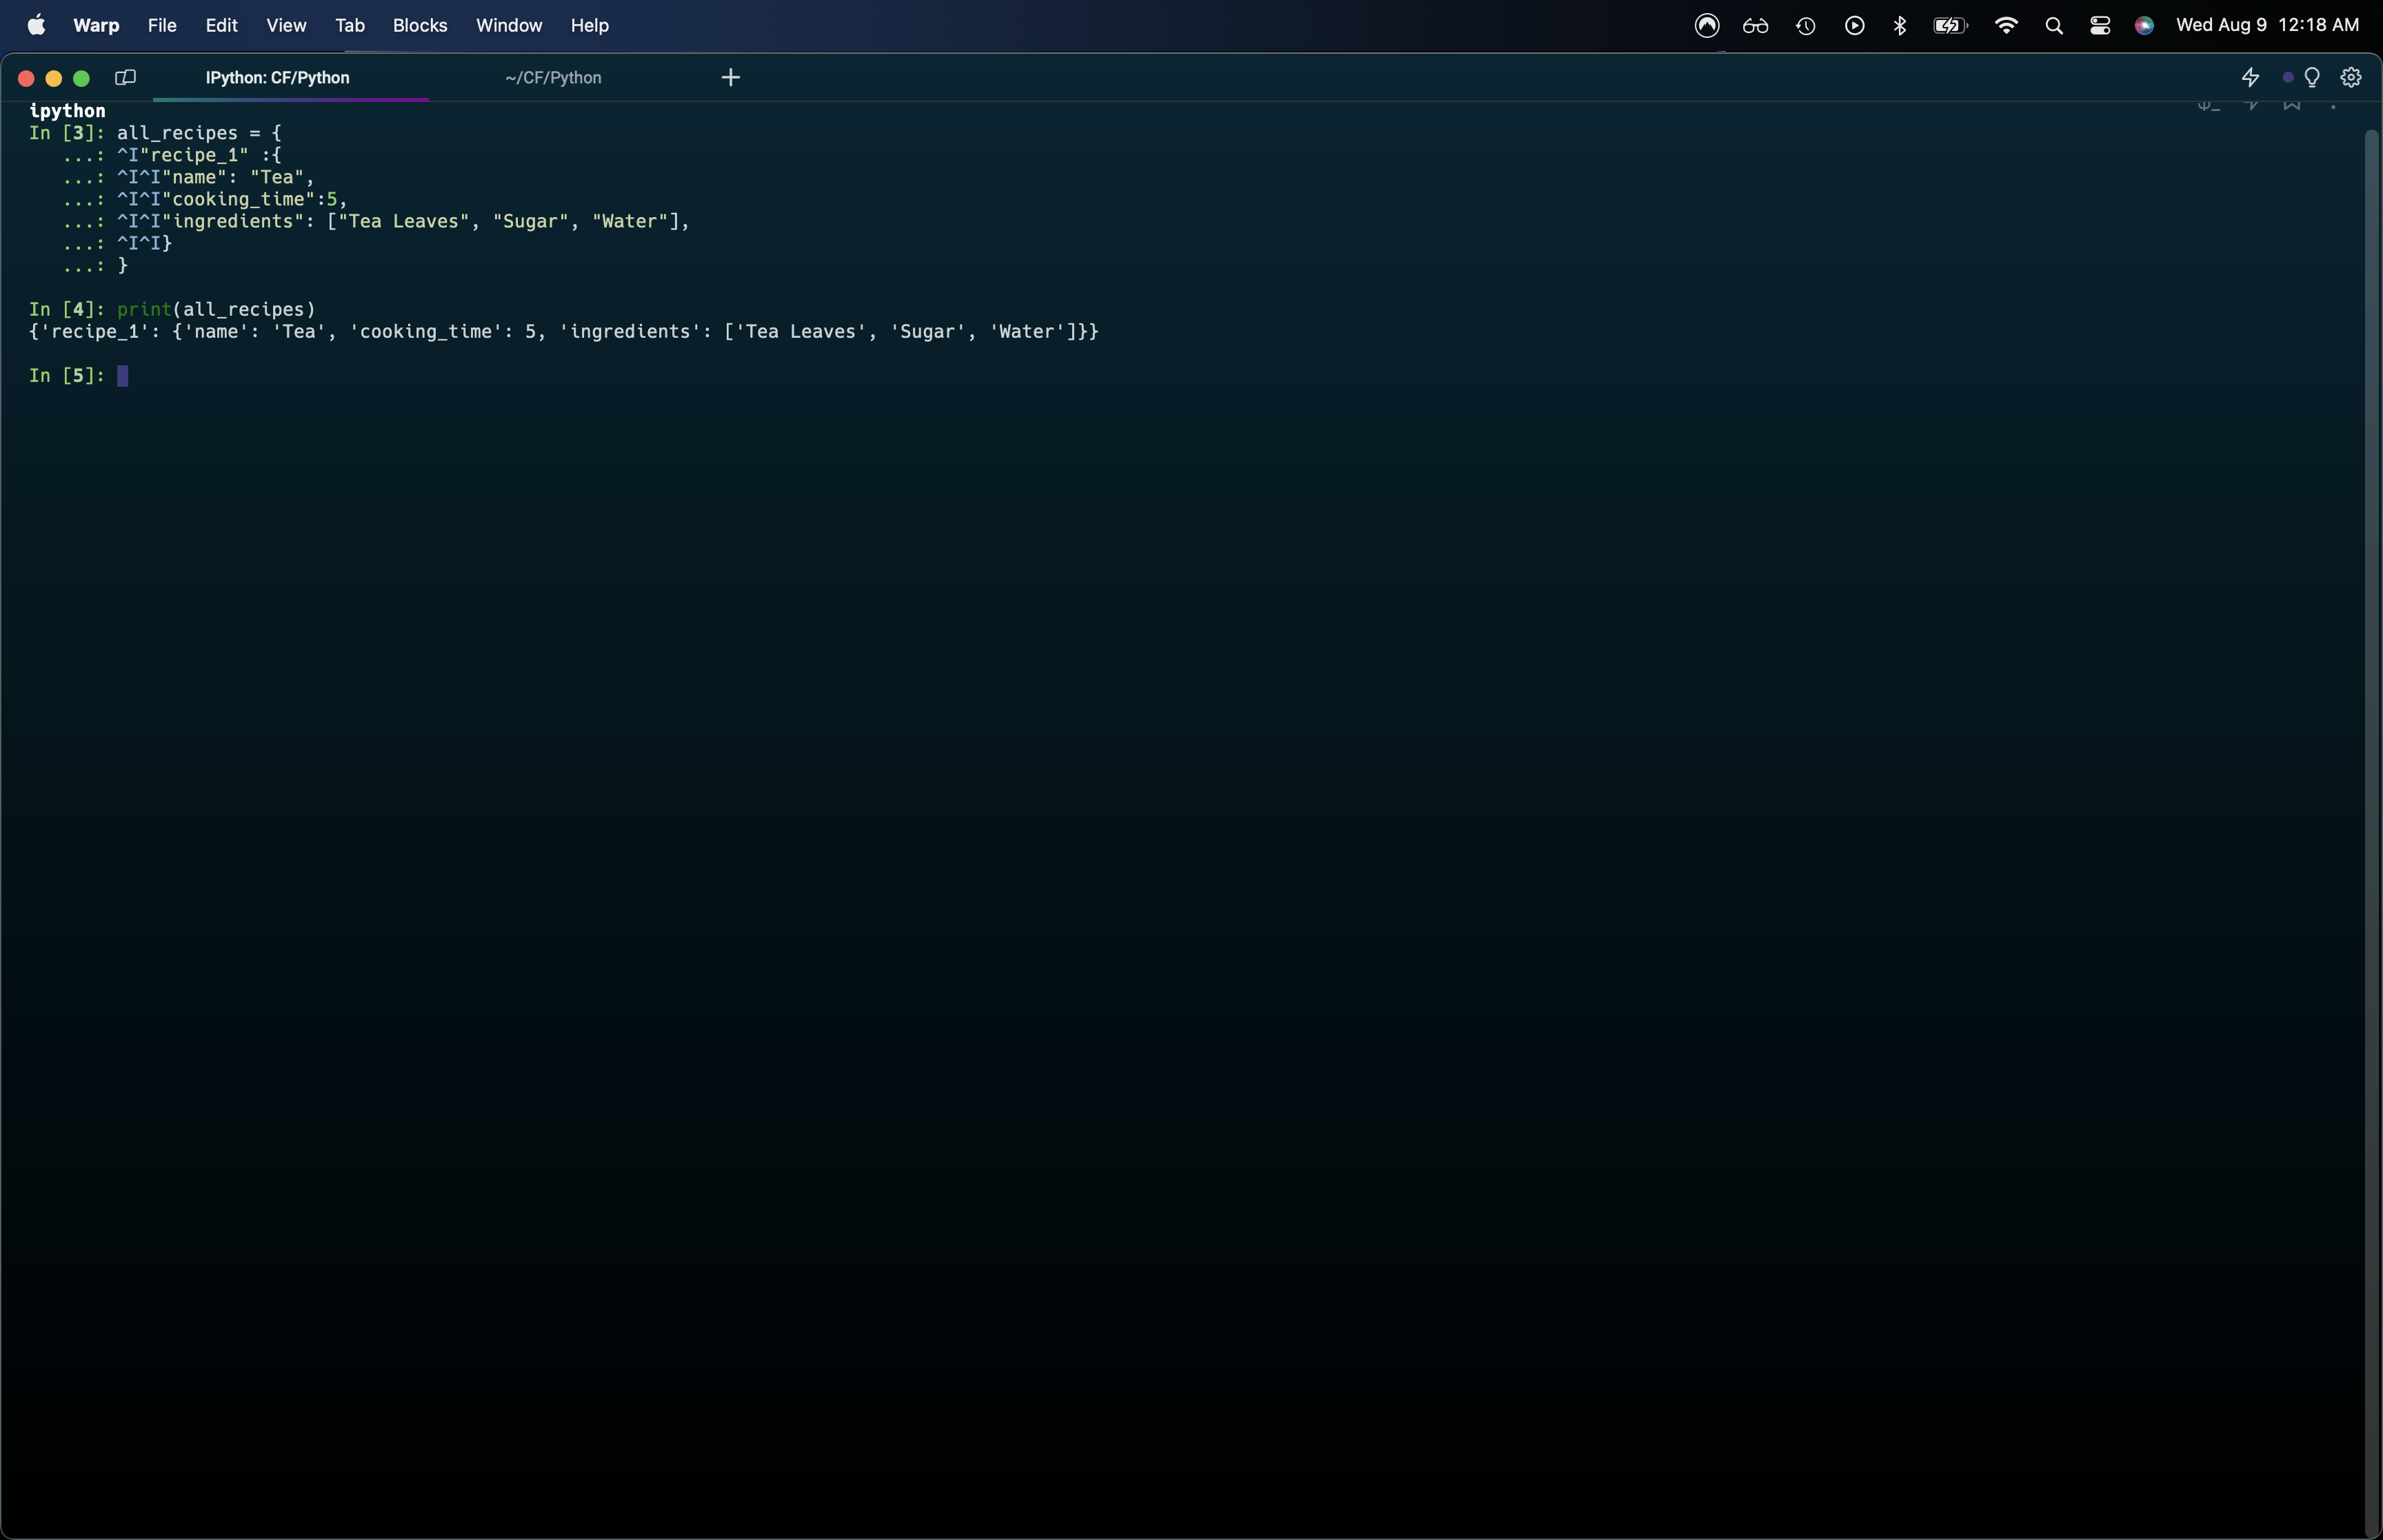 Warp File Edit View Tab Blocks Window Help Wed Aug 9 12:18 AM
IPython: CF/Python ~/CF/Python +
ipython
In [3]: all_recipes = {
...: ^I"recipe_1" :{
...: ^I^I"name": "Tea",
...: ^I^I"cooking_time":5,
...: ^I^I"ingredients": ["Tea Leaves", "Sugar", "Water"],
...: ^I^I}
...: }
In [4]: print(all_recipes)
{'recipe_1': {'name': 'Tea', 'cooking_time': 5, 'ingredients': ['Tea Leaves', 'Sugar', 'Water']}}
In [5]: